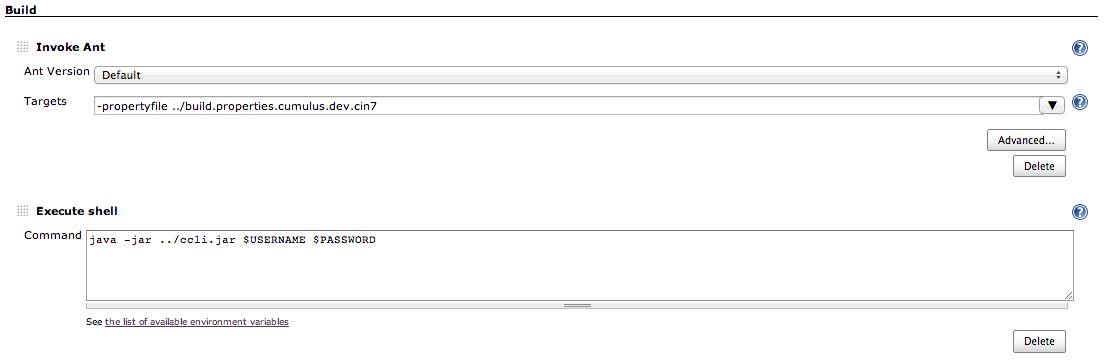 Build
Invoke Ant
?
Ant Version
Default
Targets
-propertyfile ../build.properties.cumulus.dev.cin7
?
Advanced...
Delete
Execute shell
?
Command
java -jar ../ccli.jar $USERNAME $PASSWORD
See the list of available environment variables
Delete